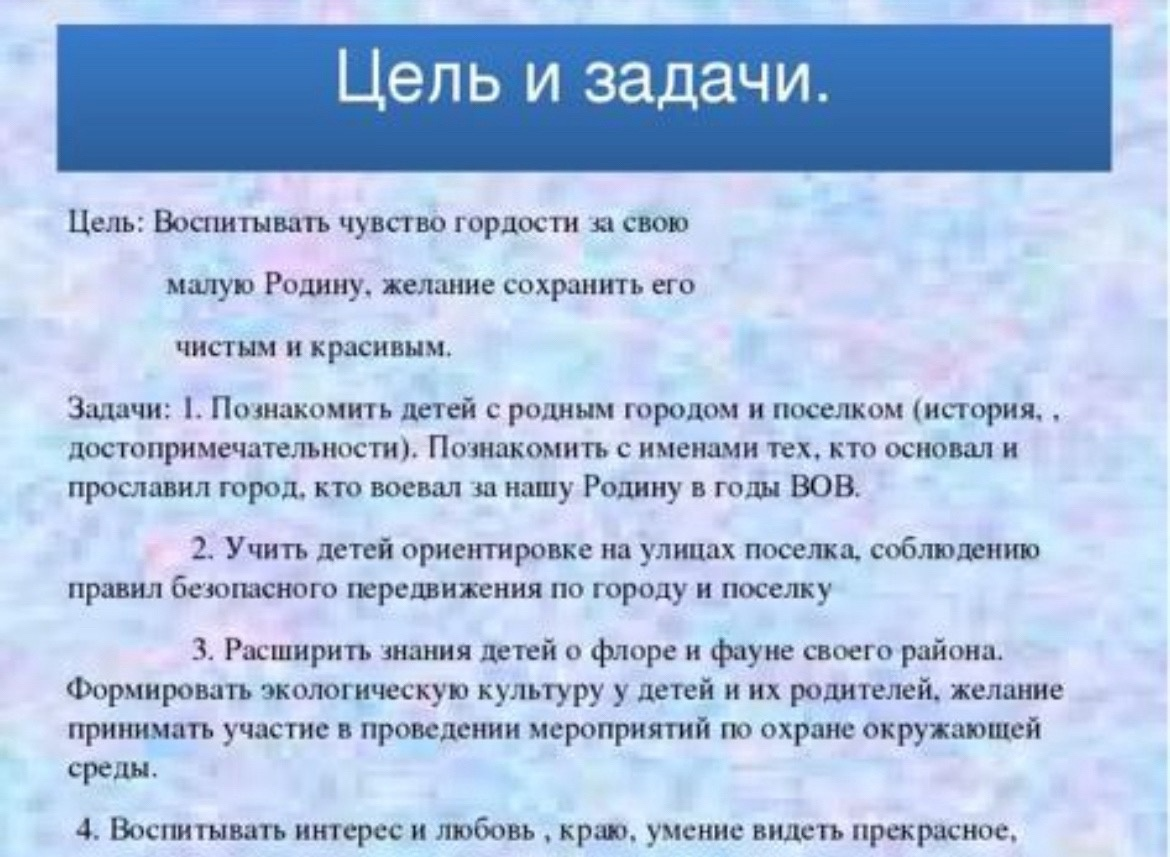 Цель и задачи.
Цель: Воспитывать чувство гордости за свою
малую Родину, желание сохранить его
чистым и красивым.
Задачи: 1. Познакомить детей с родным городом и поселком (история, ,
достопримечательности). Познакомить с именами тех, кто основал и
прославил город, кто воевал за нашу Родину в годы ВОВ.
2. Учить детей ориентировке на улицах поселка, соблюдению
правил безопасного передвижения по городу и поселку
3. Расширить знания детей о флоре и фауне своего района.
Формировать экологическую культуру у детей и их родителей, желание
принимать участие в проведении мероприятий по охране окружающей
среды.
4. Воспитывать интерес и любовь , краю, умение видеть прекрасное,